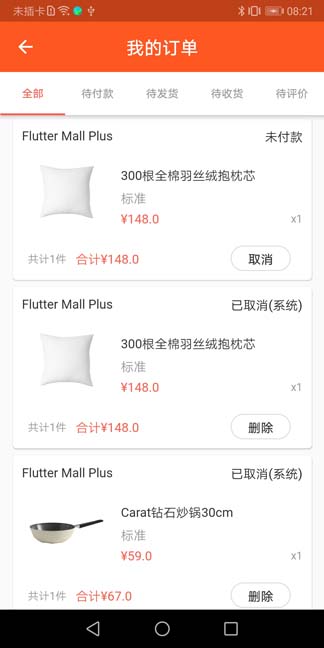 未插卡 08:21
我的订单
全部 待付款 待发货 待收货 待评价
Flutter Mall Plus 未付款
300根全棉羽丝绒抱枕芯
标准
¥148.0 x1
共计1件 合计¥148.0 取消
Flutter Mall Plus 已取消(系统)
300根全棉羽丝绒抱枕芯
标准
¥148.0 x1
共计1件 合计¥148.0 删除
Flutter Mall Plus 已取消(系统)
Carat钻石炒锅30cm
标准
¥59.0 x1
共计1件 合计¥67.0 删除